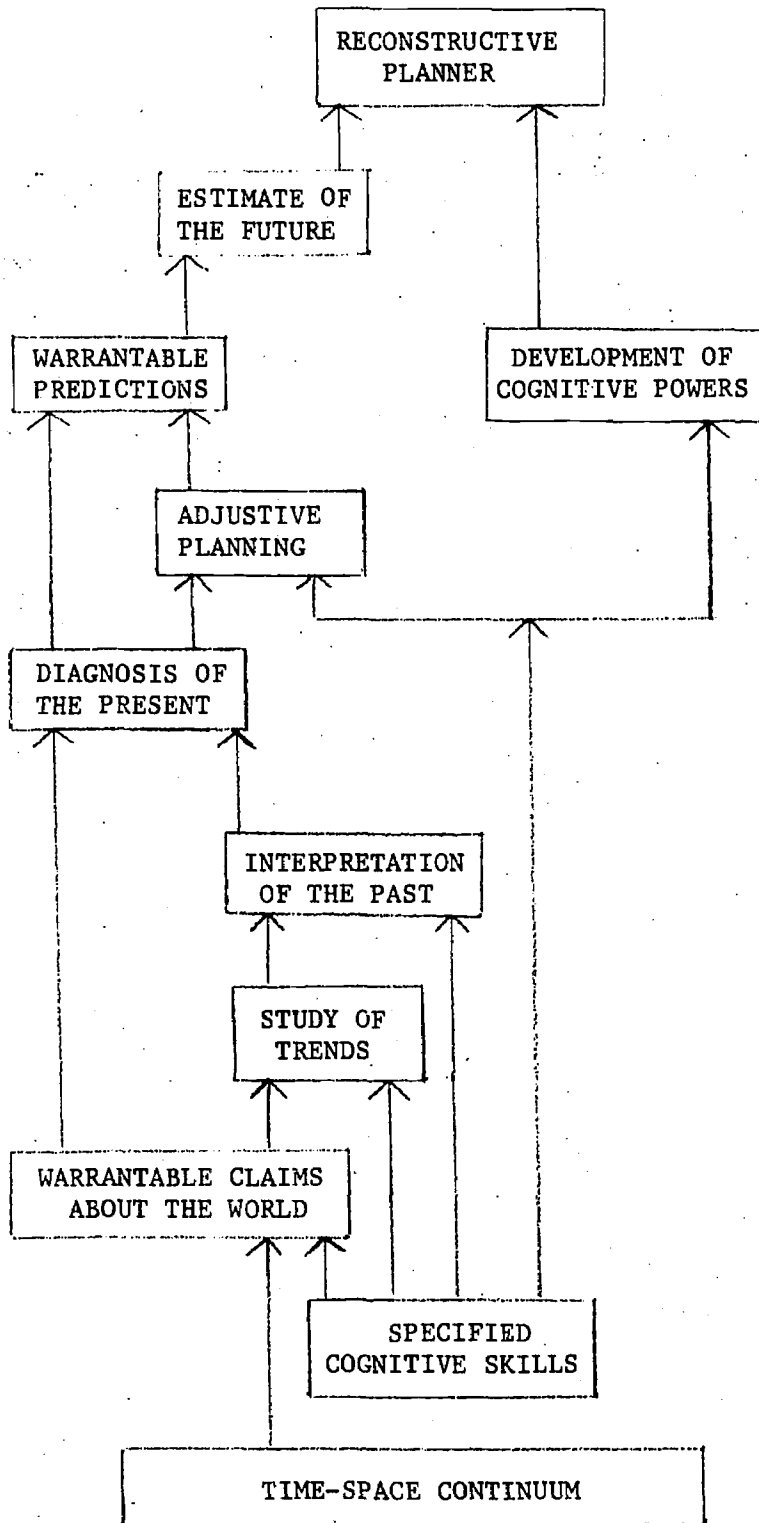 RECONSTRUCTIVE
PLANNER
ESTIMATE OF
THE FUTURE
WARRANTABLE
PREDICTIONS
DEVELOPMENT OF
COGNITIVE POWERS
ADJUSTIVE
PLANNING
DIAGNOSIS OF
THE PRESENT
INTERPRETATION
OF THE PAST
STUDY OF
TRENDS
WARRANTABLE CLAIMS
ABOUT THE WORLD
SPECIFIED
COGNITIVE SKILLS
TIME-SPACE CONTINUUM